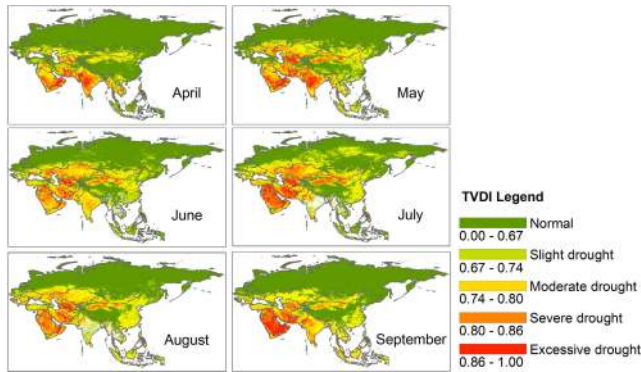 April
May
June
July
August
September
TVDI Legend
Normal
0.00 - 0.67
Slight drought
0.67 - 0.74
Moderate drought
0.74 - 0.80
Severe drought
0.80 - 0.86
Excessive drought
0.86 - 1.00